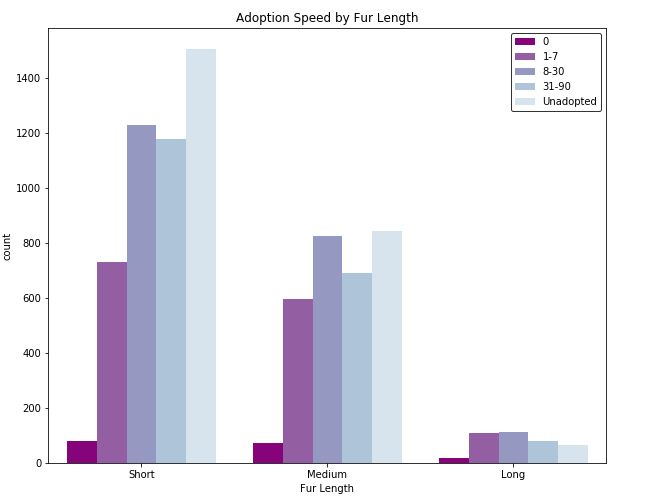 Adoption Speed by Fur Length
0
1-7
8-30
31-90
Unadopted
1400
1200
1000
800
600
400
200
0
count
Short Medium Long
Fur Length